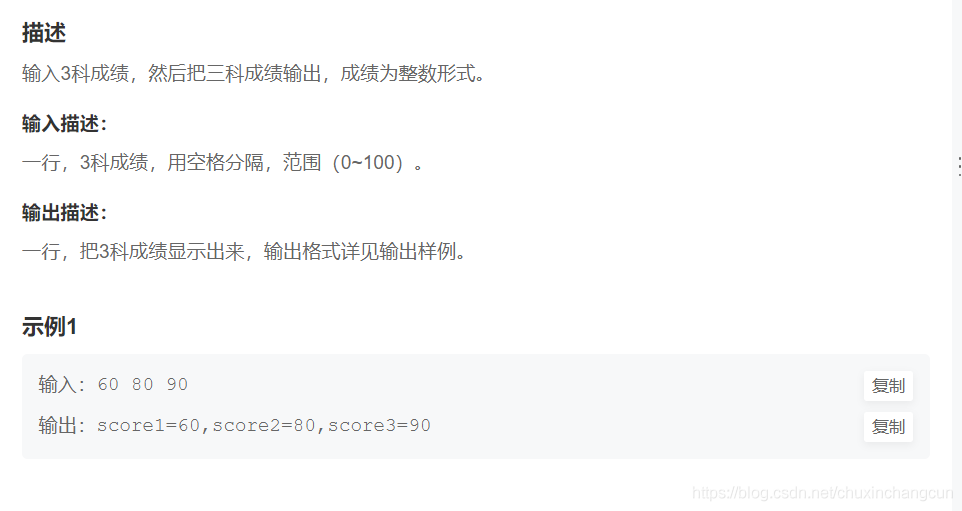 描述
输入3科成绩，然后把三科成绩输出，成绩为整数形式。
输入描述：
一行，3科成绩，用空格分隔，范围（0~100）。
输出描述：
一行，把3科成绩显示出来，输出格式详见输出样例。
示例1
输入：60 80 90
复制
输出：score1=60,score2=80,score3=90
复制
https://blog.csdn.net/chuxinchangcun